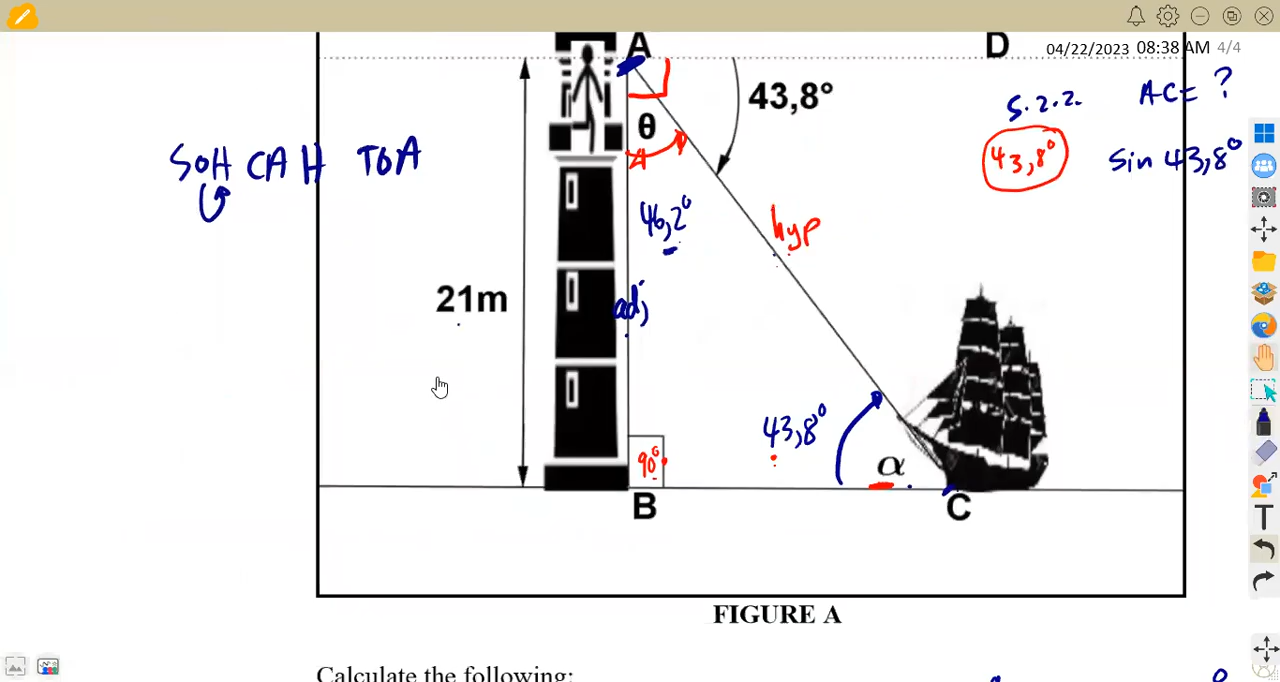 04/22/2023 08:38 AM 4/4
A
D
43,8°
AC = ?
5.2.2.
43,8°
sin 43,8°
SOH CAH TOA
θ
A
46,2°
hyp
21m
adj
43,8°
90°
α
B
C
FIGURE A
Calculate the following: